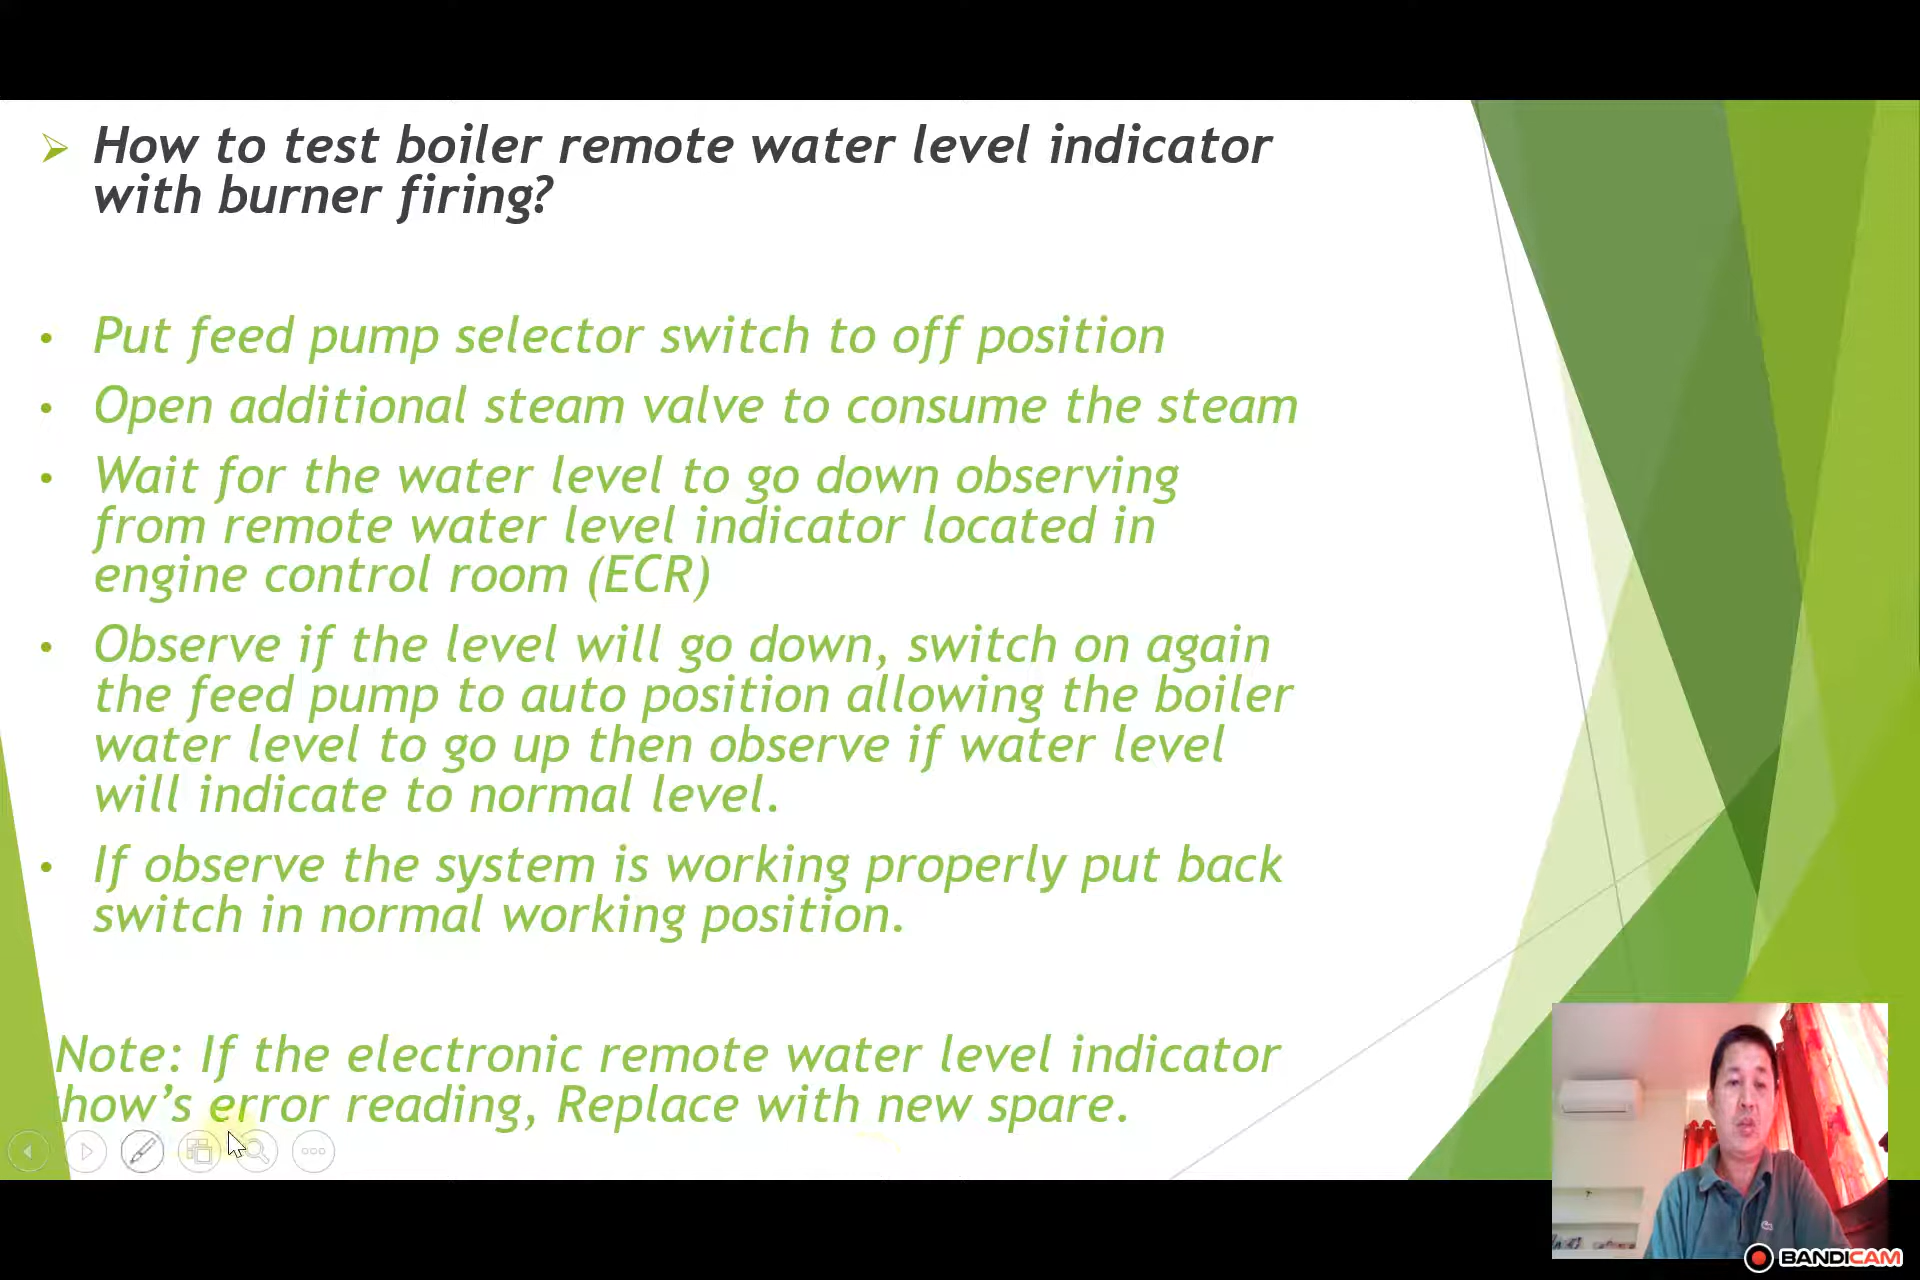 How to test boiler remote water level indicator
with burner firing?
Put feed pump selector switch to off position
Open additional steam valve to consume the steam
Wait for the water level to go down observing
from remote water level indicator located in
engine control room (ECR)
Observe if the level will go down, switch on again
the feed pump to auto position allowing the boiler
water level to go up then observe if water level
will indicate to normal level.
If observe the system is working properly put back
switch in normal working position.
Note: If the electronic remote water level indicator
how’s error reading, Replace with new spare.
BANDICAM